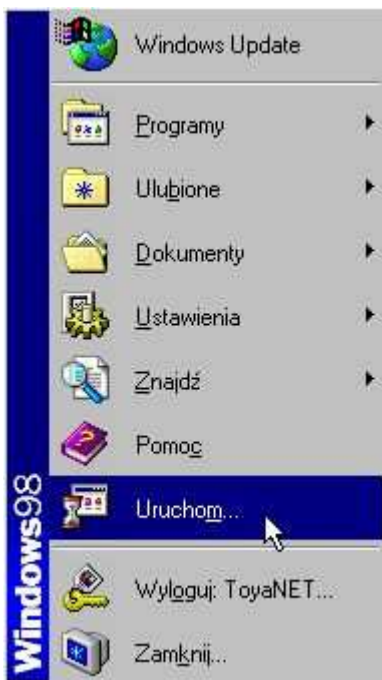 Windows Update
Programy
Ulubione
Dokumenty
Ustawienia
Znajdź
Pomoc
Uruchom...
Wyloguj: ToyaNET...
Zamknij...
Windows98